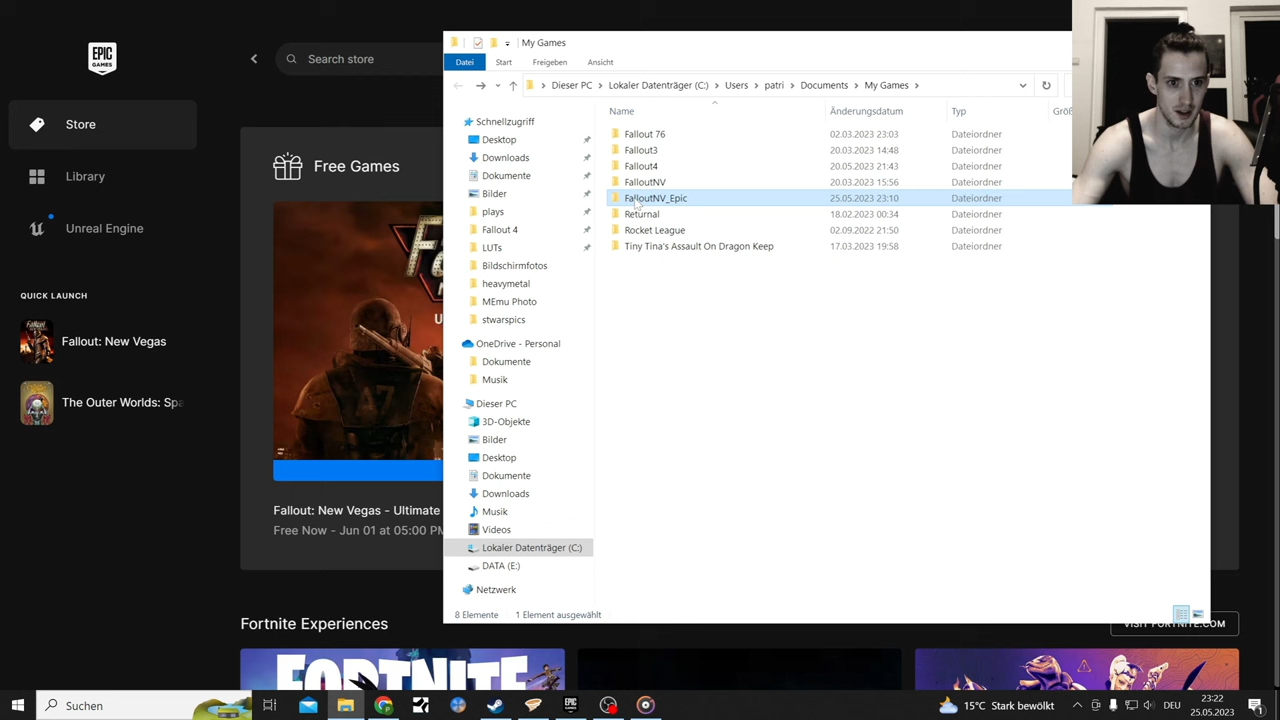 EPIC
GAMES
Search store
Store
Library
Unreal Engine
QUICK LAUNCH
Fallout: New Vegas
The Outer Worlds: Spa
Free Games
Fallout: New Vegas - Ultimate
Free Now - Jun 01 at 05:00 PM
Fortnite Experiences
VISIT FORTNITE.COM
My Games
Datei
Start
Freigeben
Ansicht
Dieser PC > Lokaler Datenträger (C:) > Users > patri > Documents > My Games >
Schnellzugriff
Desktop
Downloads
Dokumente
Bilder
plays
Fallout 4
LUTs
Bildschirmfotos
heavymetal
MEmu Photo
stwarspics
OneDrive - Personal
Dokumente
Musik
Dieser PC
3D-Objekte
Bilder
Desktop
Dokumente
Downloads
Musik
Videos
Lokaler Datenträger (C:)
DATA (E:)
Netzwerk
Name Änderungsdatum Typ Größ
Fallout 76 02.03.2023 23:03 Dateiordner
Fallout3 20.03.2023 14:48 Dateiordner
Fallout4 20.05.2023 21:43 Dateiordner
FalloutNV 20.03.2023 15:56 Dateiordner
FalloutNV_Epic 25.05.2023 23:10 Dateiordner
Returnal 18.02.2023 00:34 Dateiordner
Rocket League 02.09.2022 21:50 Dateiordner
Tiny Tina's Assault On Dragon Keep 17.03.2023 19:58 Dateiordner
8 Elemente 1 Element ausgewählt
Suchen
15°C Stark bewölkt
DEU
23:22
25.05.2023